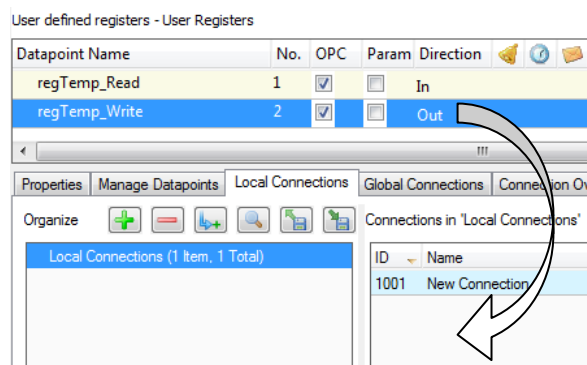 User defined registers - User Registers
Datapoint Name No. OPC Param Direction
regTemp_Read 1 In
regTemp_Write 2 Out
Properties Manage Datapoints Local Connections Global Connections Connection Ov
Organize Connections in 'Local Connections'
Local Connections (1 Item, 1 Total) ID Name
1001 New Connection